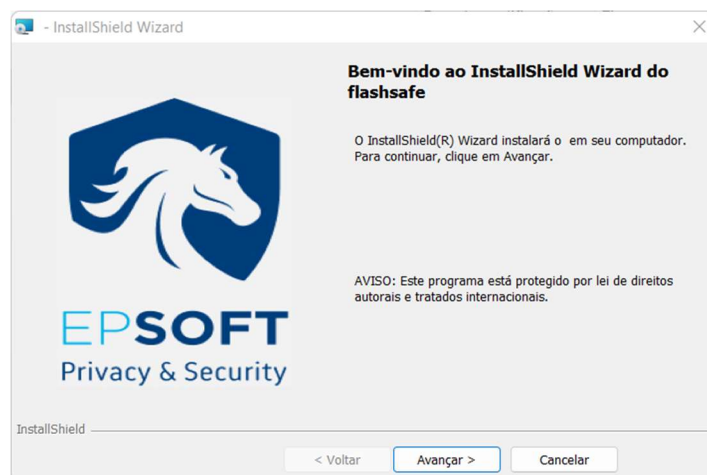 - InstallShield Wizard
Bem-vindo ao InstallShield Wizard do
flashsafe
O InstallShield(R) Wizard instalará o  em seu computador.
Para continuar, clique em Avançar.
AVISO: Este programa está protegido por lei de direitos
autorais e tratados internacionais.
EPSOFT
Privacy & Security
InstallShield
< Voltar
Avançar >
Cancelar